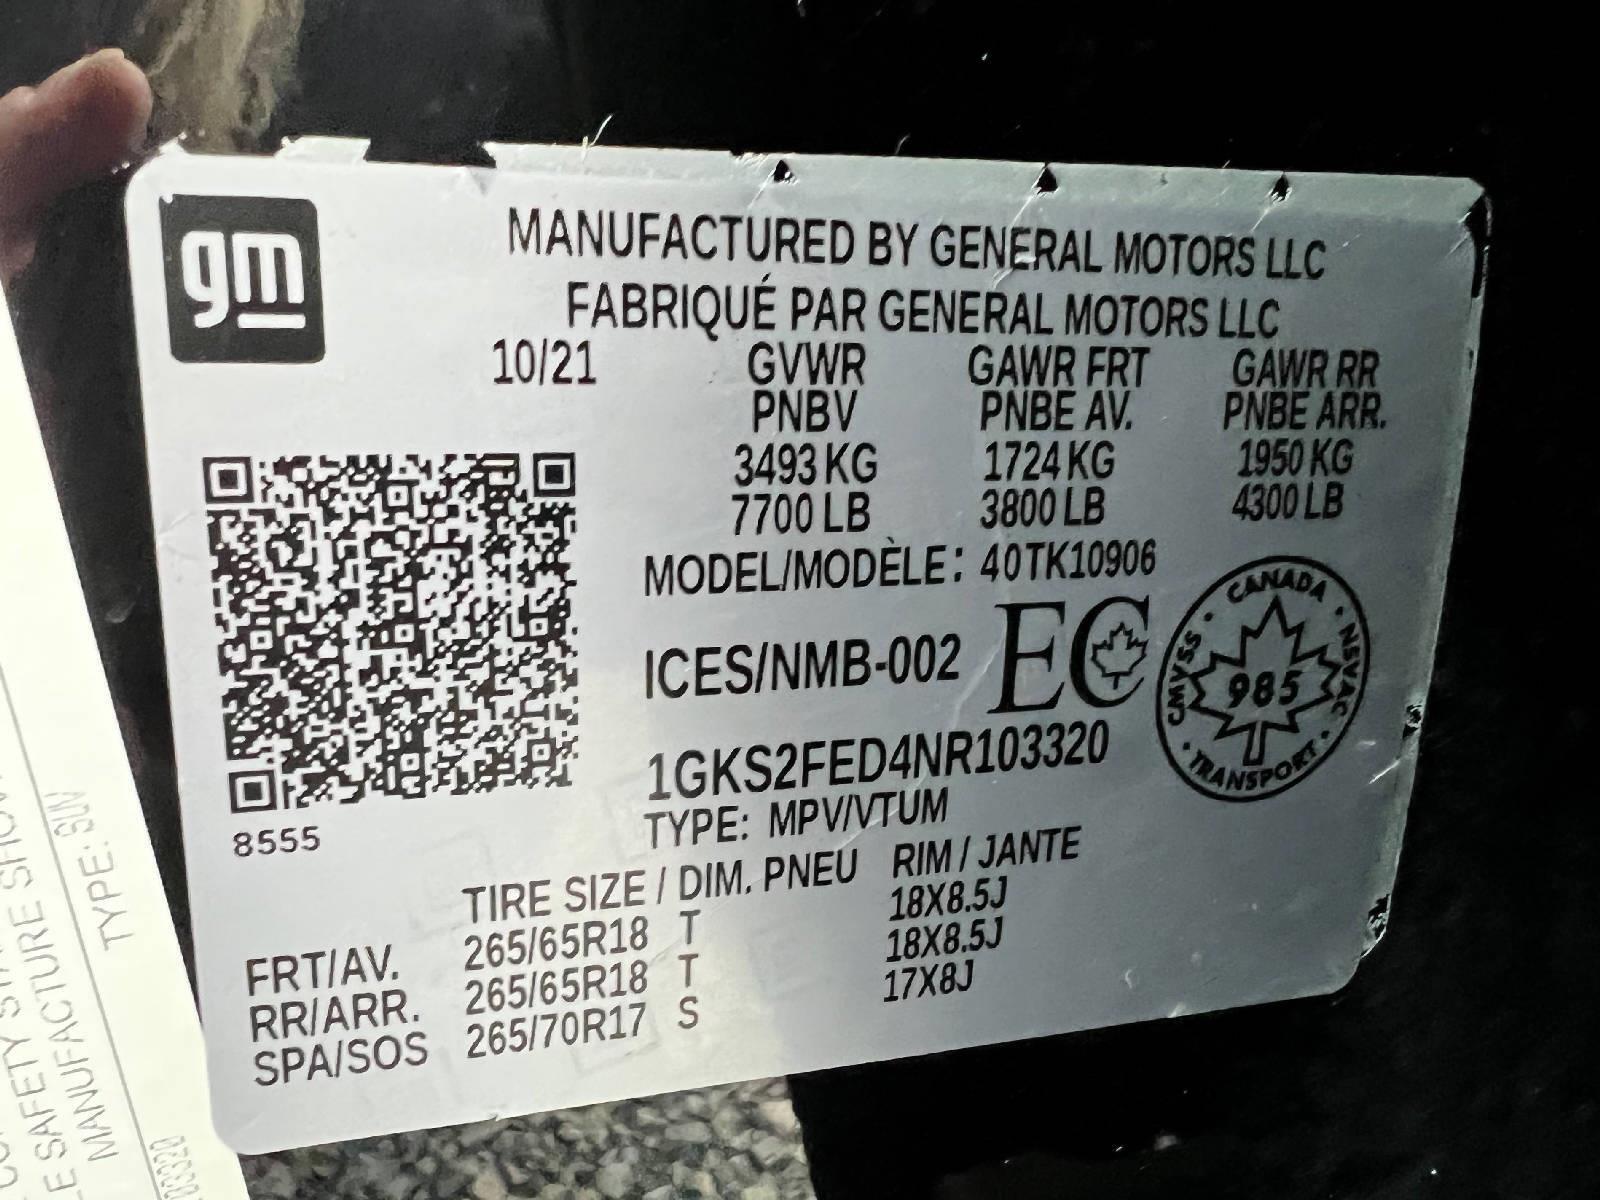 gm
MANUFACTURED BY GENERAL MOTORS LLC
FABRIQUÉ PAR GENERAL MOTORS LLC
10/21 GVWR GAWR FRT GAWR RR
PNBV PNBE AV. PNBE ARR.
3493 KG 1724 KG 1950 KG
7700 LB 3800 LB 4300 LB
MODEL/MODÈLE: 40TK10906
ICES/NMB-002 EC
CANADA · NSVAC · TRANSPORT · CMVSS ·
985
1GKS2FED4NR103320
TYPE: MPV/VTUM
8555
TIRE SIZE / DIM. PNEU RIM / JANTE
FRT/AV. 265/65R18 T 18X8.5J
RR/ARR. 265/65R18 T 18X8.5J
SPA/SOS 265/70R17 S 17X8J
SAFETY
MANUFACTURE
TYPE: SUV